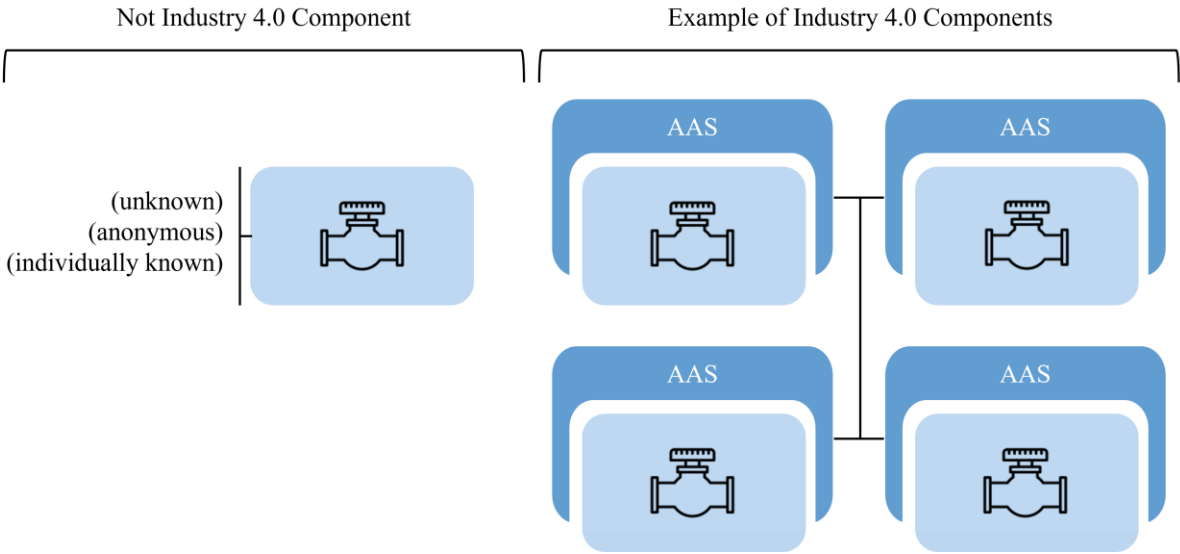 Not Industry 4.0 Component
Example of Industry 4.0 Components
AAS
AAS
(unknown)
(anonymous)
(individually known)
AAS
AAS